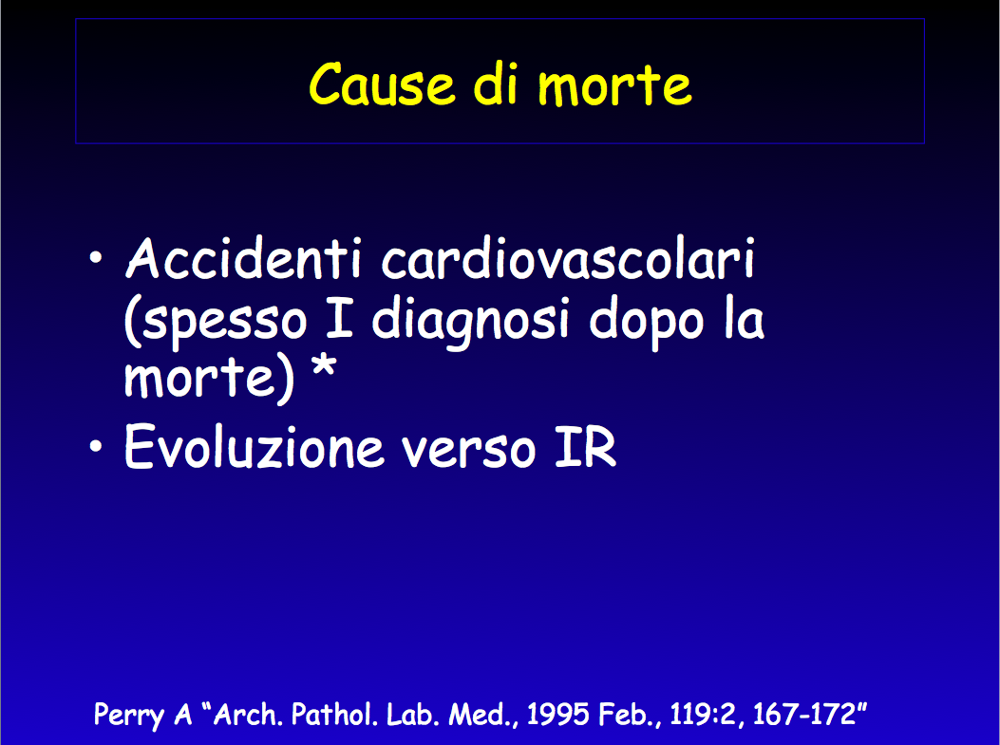 Cause di morte
• Accidenti cardiovascolari
(spesso I diagnosi dopo la
morte) *
• Evoluzione verso IR
Perry A “Arch. Pathol. Lab. Med., 1995 Feb., 119:2, 167-172”